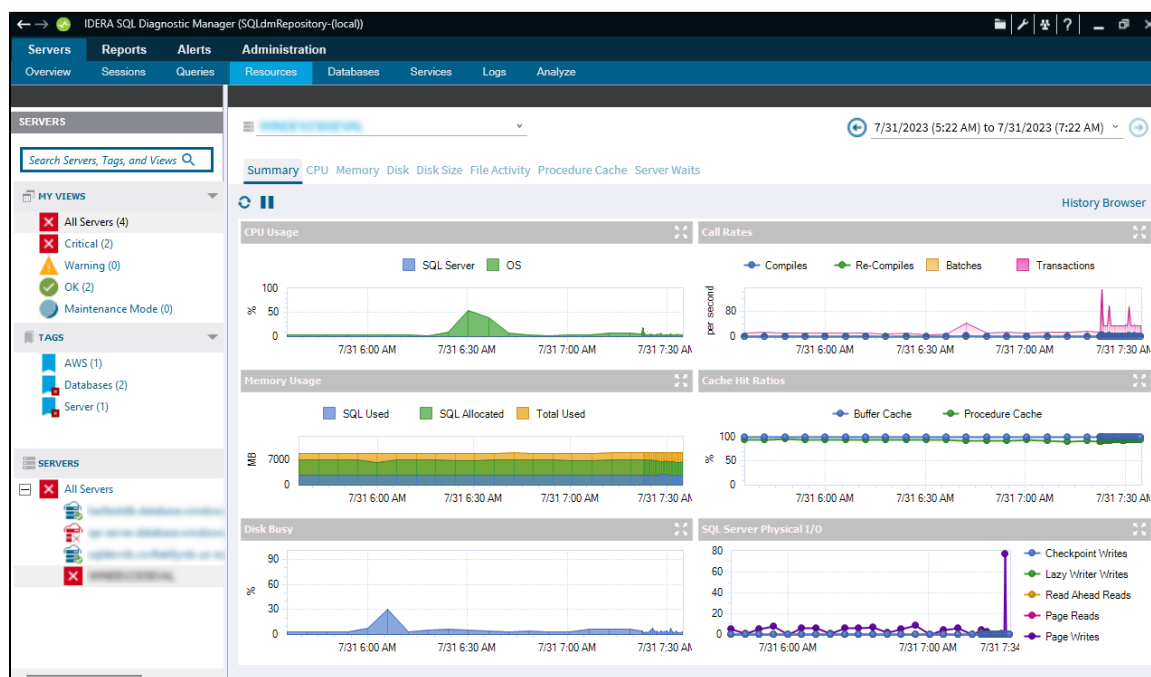 IDERA SQL Diagnostic Manager (SQLdmRepository-(local))
Servers Reports Alerts Administration
Overview Sessions Queries Resources Databases Services Logs Analyze
SERVERS
Search Servers, Tags, and Views
MY VIEWS
All Servers (4)
Critical (2)
Warning (0)
OK (2)
Maintenance Mode (0)
TAGS
AWS (1)
Databases (2)
Server (1)
SERVERS
All Servers
7/31/2023 (5:22 AM) to 7/31/2023 (7:22 AM)
Summary CPU Memory Disk Disk Size File Activity Procedure Cache Server Waits
History Browser
CPU Usage
SQL Server OS
100
50
0
%
7/31 6:00 AM 7/31 6:30 AM 7/31 7:00 AM 7/31 7:30 AM
Call Rates
Compiles Re-Compiles Batches Transactions
per second
80
0
7/31 6:00 AM 7/31 6:30 AM 7/31 7:00 AM 7/31 7:30 AM
Memory Usage
SQL Used SQL Allocated Total Used
MB
7000
0
7/31 6:00 AM 7/31 6:30 AM 7/31 7:00 AM 7/31 7:30 AM
Cache Hit Ratios
Buffer Cache Procedure Cache
100
50
0
%
7/31 6:00 AM 7/31 6:30 AM 7/31 7:00 AM 7/31 7:30 AM
Disk Busy
90
60
30
0
%
7/31 6:00 AM 7/31 6:30 AM 7/31 7:00 AM 7/31 7:30 AM
SQL Server Physical I/O
80
60
40
20
0
7/31 6:00 AM 7/31 7:00 AM 7/31 7:34
Checkpoint Writes
Lazy Writer Writes
Read Ahead Reads
Page Reads
Page Writes